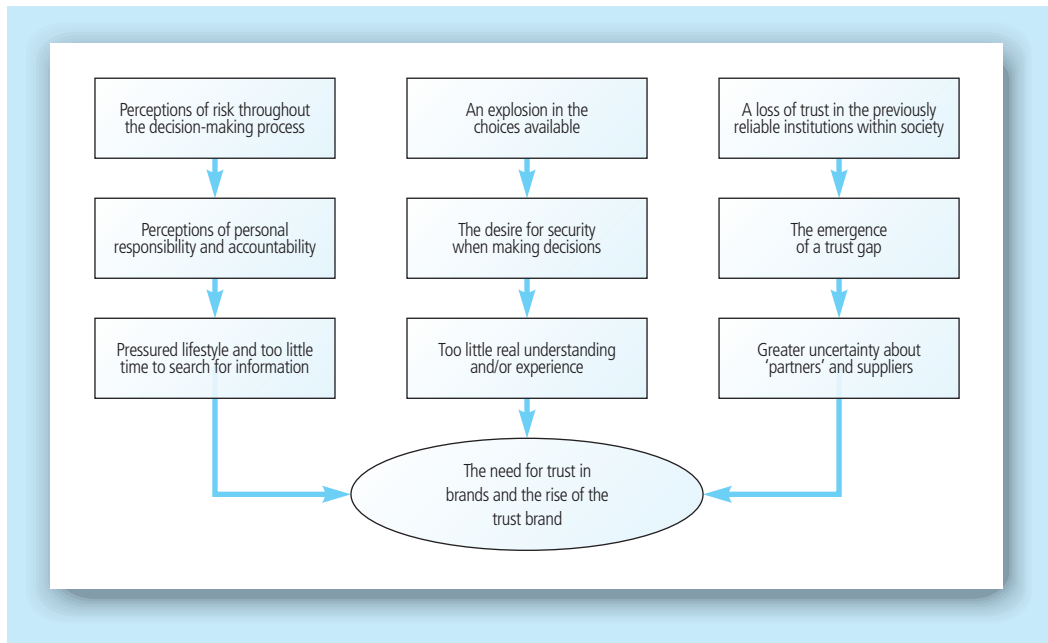 Perceptions of risk throughout
the decision-making process
An explosion in the
choices available
A loss of trust in the previously
reliable institutions within society
Perceptions of personal
responsibility and accountability
The desire for security
when making decisions
The emergence
of a trust gap
Pressured lifestyle and too little
time to search for information
Too little real understanding
and/or experience
Greater uncertainty about
‘partners’ and suppliers
The need for trust in
brands and the rise of the
trust brand